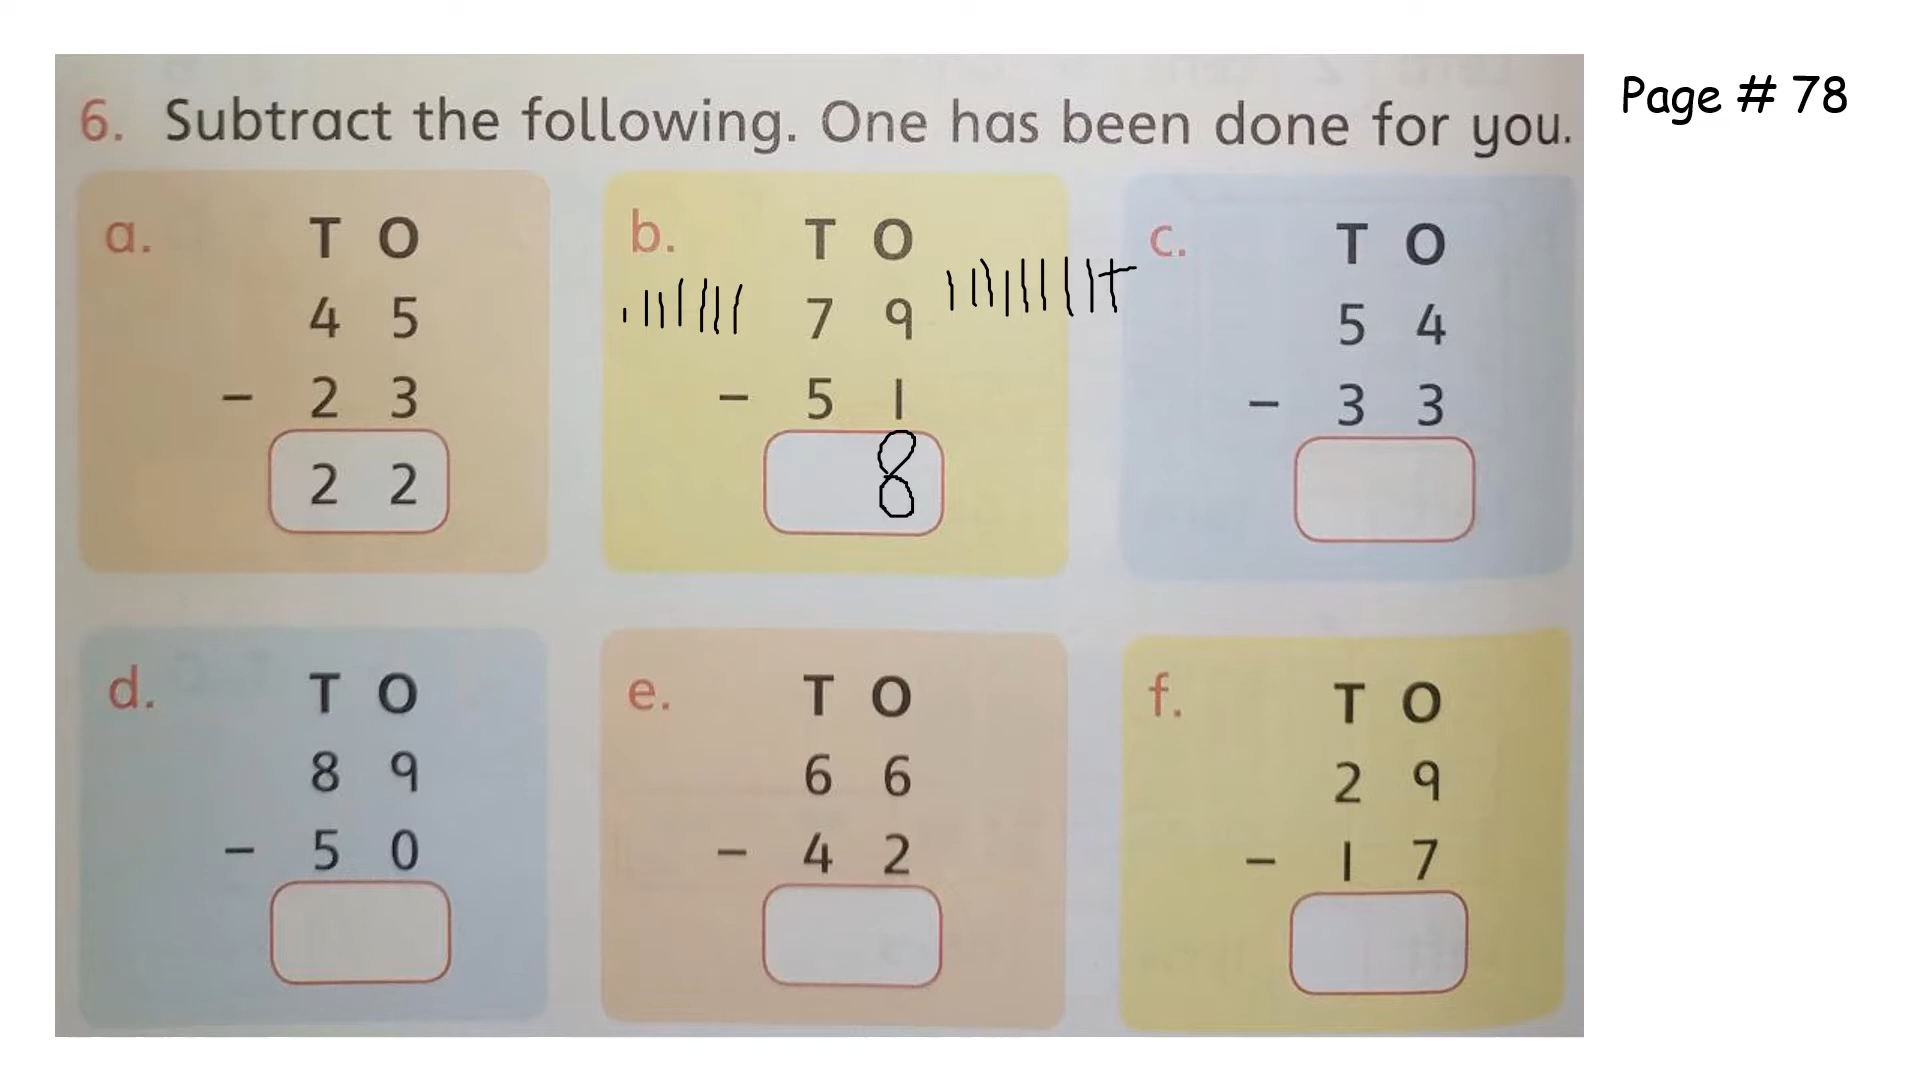 6. Subtract the following. One has been done for you.
Page # 78
a. T O
4 5
- 2 3
2 2
b. T O
7 9
- 5 1
8
c. T O
5 4
- 3 3
d. T O
8 9
- 5 0
e. T O
6 6
- 4 2
f. T O
2 9
- 1 7